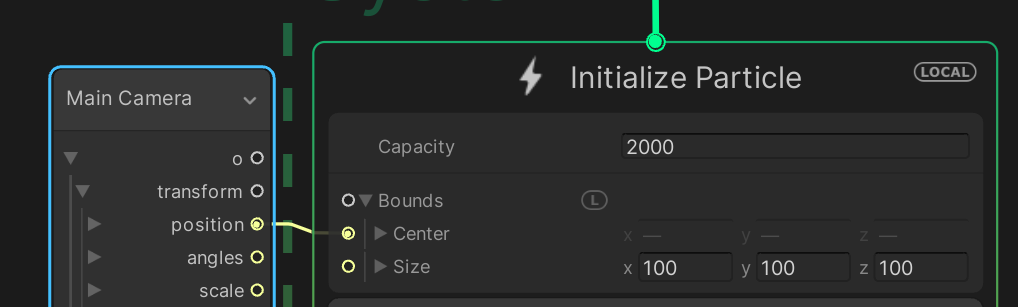 Main Camera
o
transform
position
angles
scale
Initialize Particle
LOCAL
Capacity 2000
Bounds L
Center x — y — z —
Size x 100 y 100 z 100